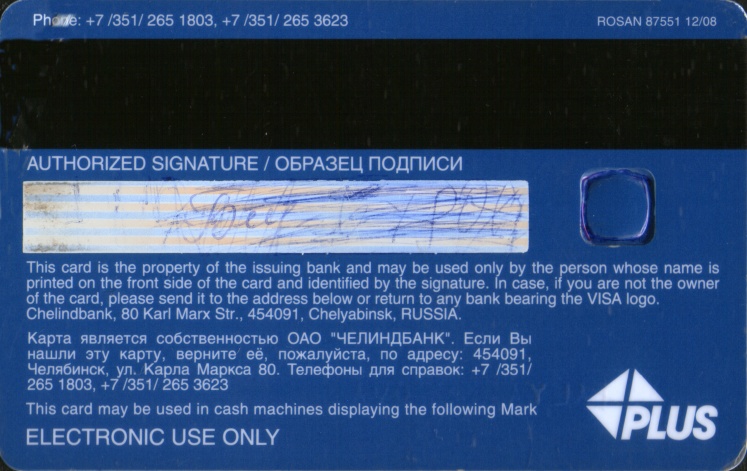 Phone: +7 /351/ 265 1803, +7 /351/ 265 3623
ROSAN 87551 12/08
AUTHORIZED SIGNATURE / ОБРАЗЕЦ ПОДПИСИ
This card is the property of the issuing bank and may be used only by the person whose name is
printed on the front side of the card and identified by the signature. In case, if you are not the owner
of the card, please send it to the address below or return to any bank bearing the VISA logo.
Chelindbank, 80 Karl Marx Str., 454091, Chelyabinsk, RUSSIA.
Карта является собственностью ОАО "ЧЕЛИНДБАНК". Если Вы
нашли эту карту, верните её, пожалуйста, по адресу: 454091,
Челябинск, ул. Карла Маркса 80. Телефоны для справок: +7 /351/
265 1803, +7 /351/ 265 3623
This card may be used in cash machines displaying the following Mark
ELECTRONIC USE ONLY
PLUS